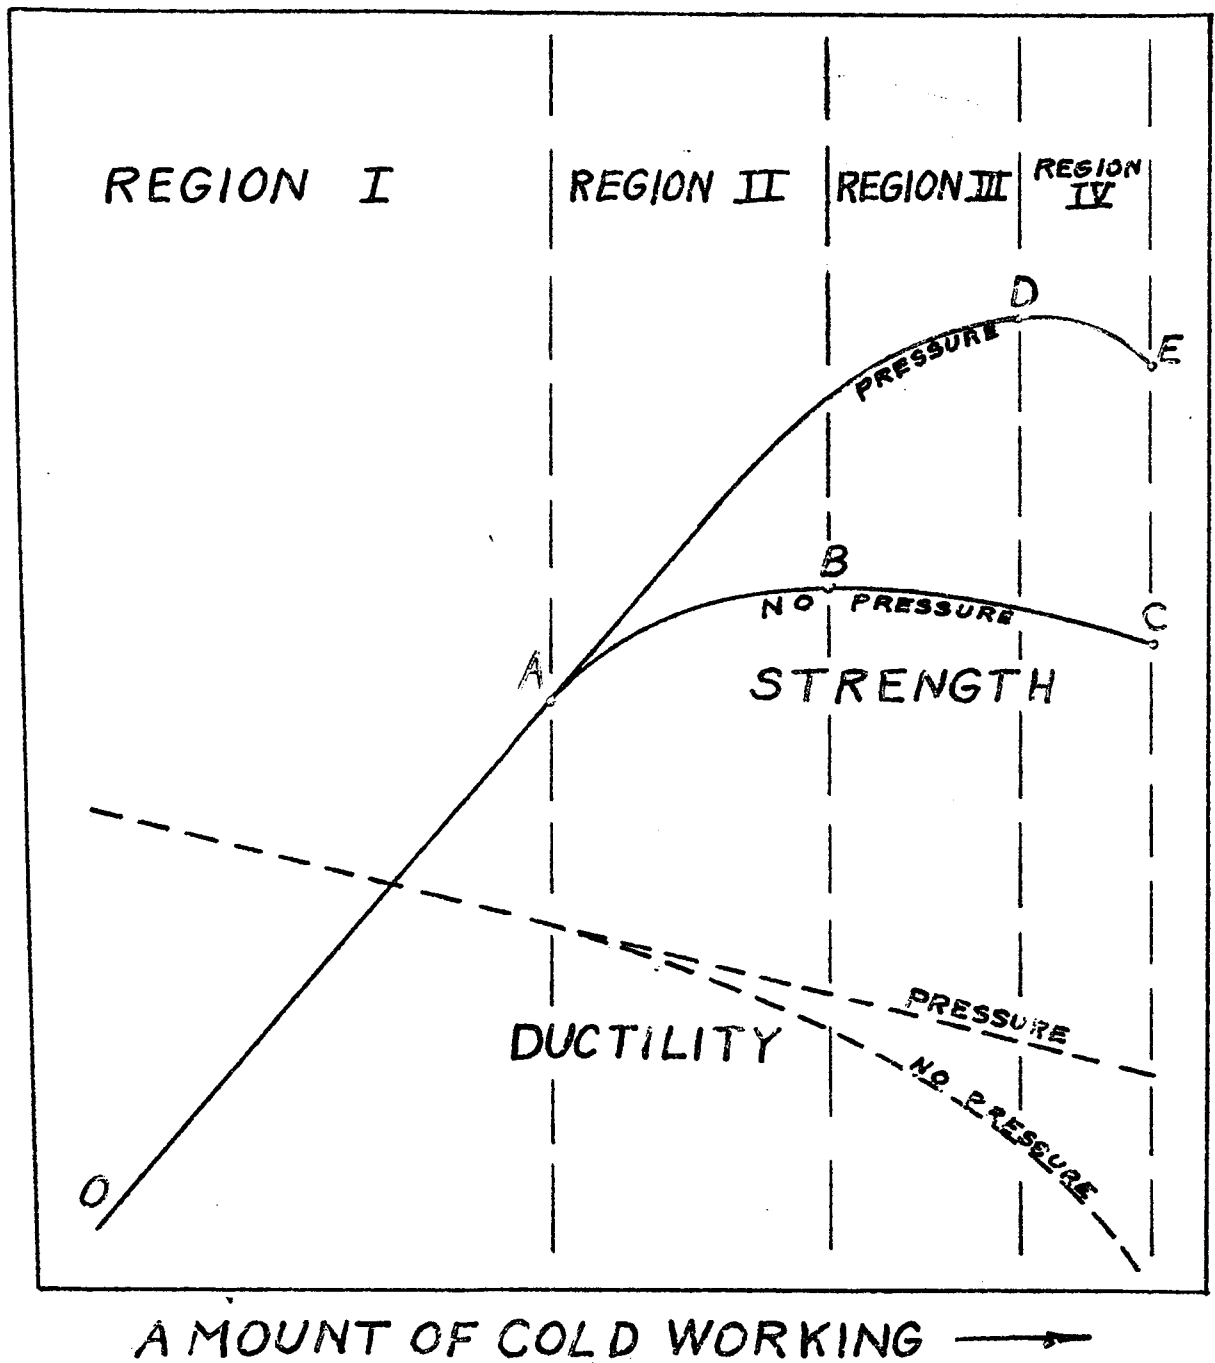 REGION I
REGION II
REGION III
REGION
IV
D
PRESSURE
E
B
NO PRESSURE
C
A
STRENGTH
PRESSURE
DUCTILITY
NO PRESSURE
O
AMOUNT OF COLD WORKING